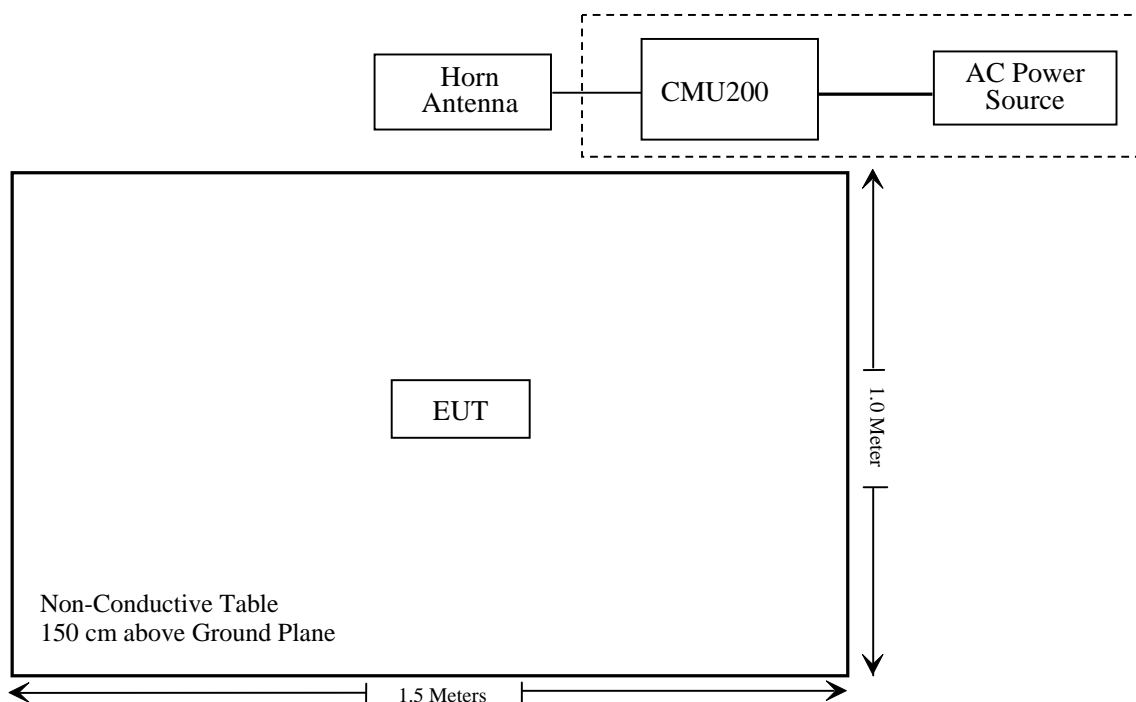 Horn
Antenna
CMU200
AC Power
Source
EUT
1.0 Meter
Non-Conductive Table
150 cm above Ground Plane
1.5 Meters